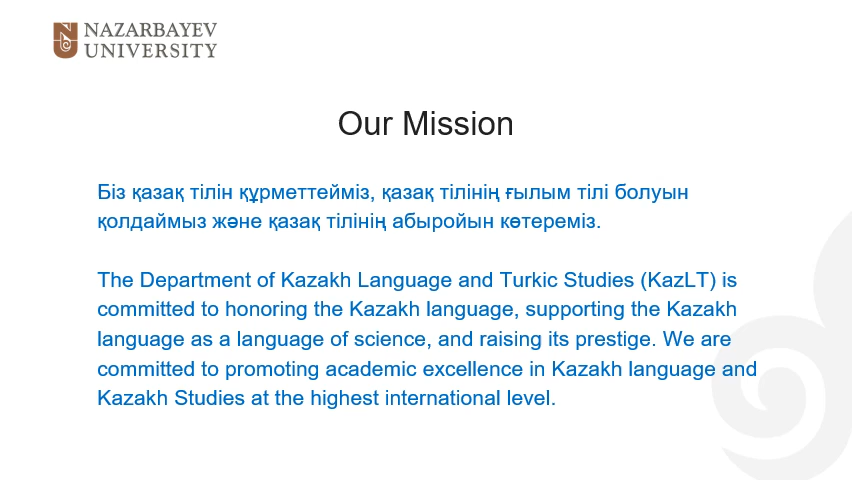 NAZARBAYEV
UNIVERSITY
Our Mission
Біз қазақ тілін құрметтейміз, қазақ тілінің ғылым тілі болуын
қолдаймыз және қазақ тілінің абыройын көтереміз.
The Department of Kazakh Language and Turkic Studies (KazLT) is
committed to honoring the Kazakh language, supporting the Kazakh
language as a language of science, and raising its prestige. We are
committed to promoting academic excellence in Kazakh language and
Kazakh Studies at the highest international level.